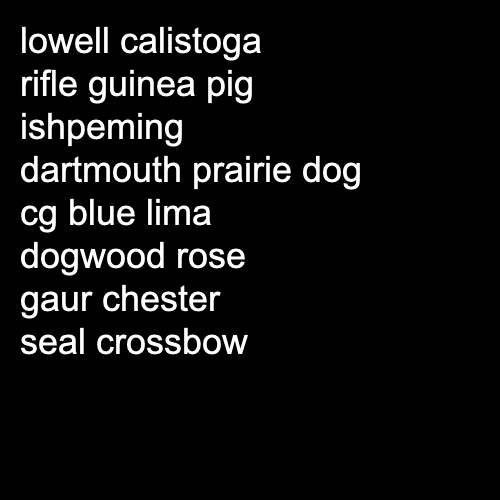 lowell calistoga
rifle guinea pig
ishpeming
dartmouth prairie dog
cg blue lima
dogwood rose
gaur chester
seal crossbow